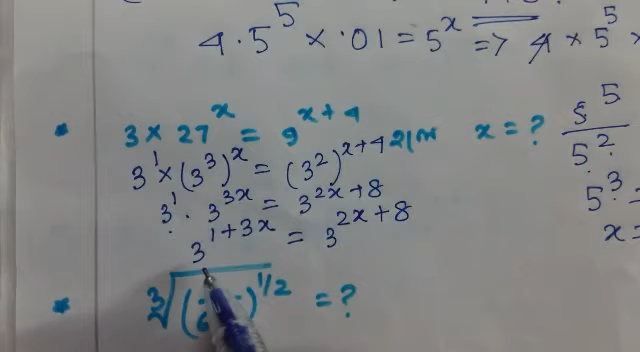 4 · 5^5 × ·01 = 5^x => 4 × 5^5 ×
3 × 27^x = 9^{x+4} x = ?
3^1 × (3^3)^x = (3^2)^{x+4}
3^1 · 3^{3x} = 3^{2x+8}
3^{1+3x} = 3^{2x+8}
5^5
5^2
5^3 =
x =
∛( )^{1/2} = ?